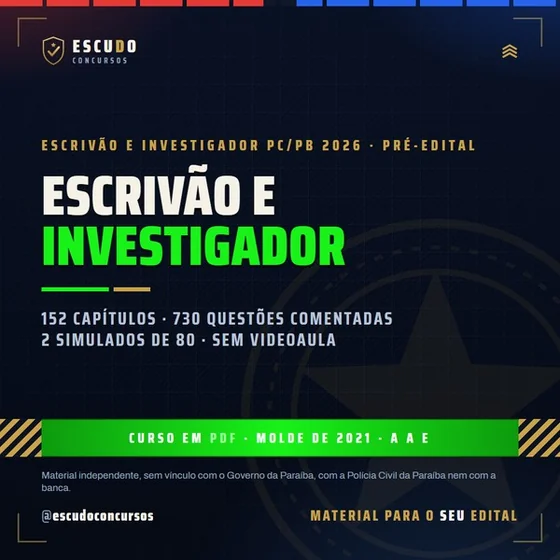 ESCUDO
CONCURSOS
ESCRIVÃO E INVESTIGADOR PC/PB 2026 · PRÉ-EDITAL
ESCRIVÃO E
INVESTIGADOR
152 CAPÍTULOS · 730 QUESTÕES COMENTADAS
2 SIMULADOS DE 80 · SEM VIDEOAULA
CURSO EM PDF · MOLDE DE 2021 · A A E
Material independente, sem vínculo com o Governo da Paraíba, com a Polícia Civil da Paraíba nem com a
banca.
@escudoconcursos
MATERIAL PARA O SEU EDITAL